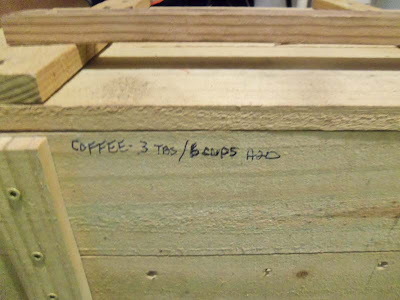 COFFEE- 3 TBS/6 CUPS H2O